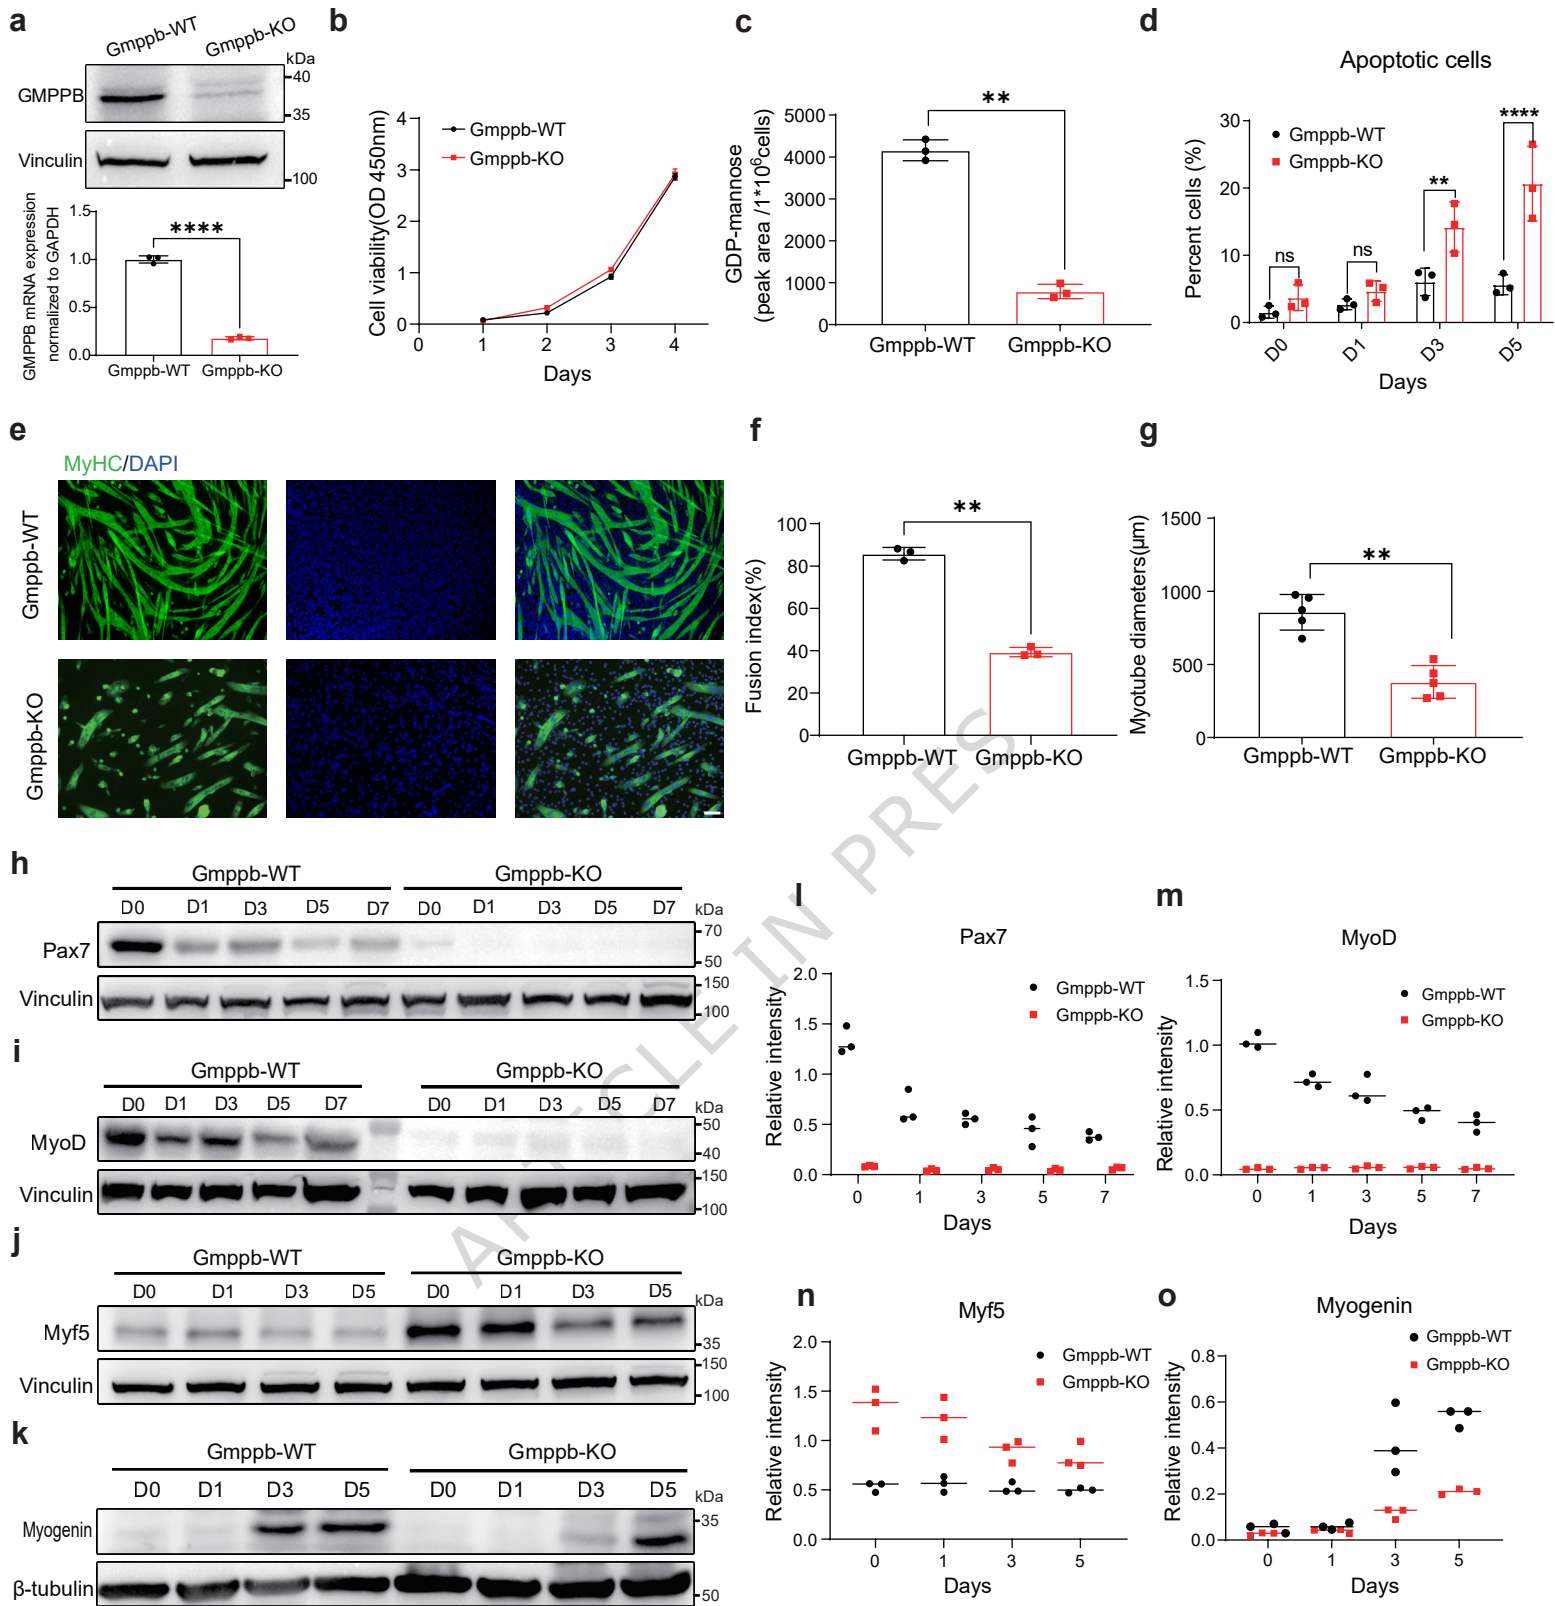 a
Gmppb-WT
Gmppb-KO
kDa
GMPPB
40
35
Vinculin
100
GMPPB mRNA expression
normalized to GAPDH
1.5
1.0
0.5
0.0
****
Gmppb-WT
Gmppb-KO
b
Cell viability(OD 450nm)
4
3
2
1
0
Gmppb-WT
Gmppb-KO
0 1 2 3 4
Days
c
GDP-mannose
(peak area /1*10⁶cells)
5000
4000
3000
2000
1000
0
**
Gmppb-WT
Gmppb-KO
d
Apoptotic cells
Percent cells (%)
30
20
10
0
Gmppb-WT
Gmppb-KO
ns
ns
**
****
D0 D1 D3 D5
Days
e
MyHC/DAPI
Gmppb-WT
Gmppb-KO
f
Fusion index(%)
100
80
60
40
20
0
**
Gmppb-WT
Gmppb-KO
g
Myotube diameters(µm)
1500
1000
500
0
**
Gmppb-WT
Gmppb-KO
h
Gmppb-WT
Gmppb-KO
D0 D1 D3 D5 D7 D0 D1 D3 D5 D7
kDa
Pax7
70
50
Vinculin
150
100
i
Gmppb-WT
Gmppb-KO
D0 D1 D3 D5 D7 D0 D1 D3 D5 D7
kDa
MyoD
50
40
Vinculin
150
100
j
Gmppb-WT
Gmppb-KO
D0 D1 D3 D5 D0 D1 D3 D5
kDa
Myf5
35
Vinculin
150
100
k
Gmppb-WT
Gmppb-KO
D0 D1 D3 D5 D0 D1 D3 D5
kDa
Myogenin
35
β-tubulin
50
l
Pax7
Relative intensity
2.0
1.5
1.0
0.5
0.0
Gmppb-WT
Gmppb-KO
0 1 3 5 7
Days
m
MyoD
Relative intensity
1.5
1.0
0.5
0.0
Gmppb-WT
Gmppb-KO
0 1 3 5 7
Days
n
Myf5
Relative intensity
2.0
1.5
1.0
0.5
0.0
Gmppb-WT
Gmppb-KO
0 1 3 5
Days
o
Myogenin
Relative intensity
0.8
0.6
0.4
0.2
0.0
Gmppb-WT
Gmppb-KO
0 1 3 5
Days
ARTICLE IN PRESS